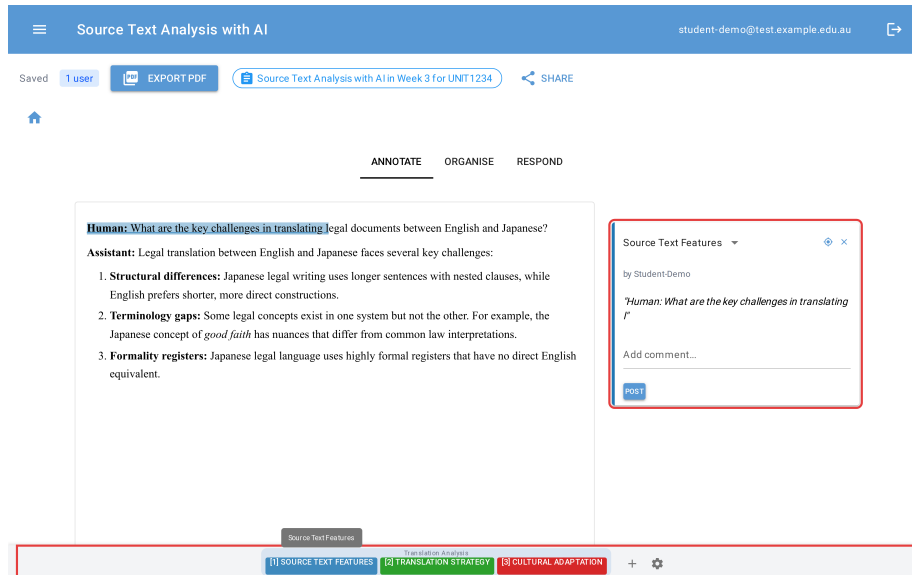 Source Text Analysis with AI
student-demo@test.example.edu.au
Saved
1 user
PDF
EXPORT PDF
Source Text Analysis with AI in Week 3 for UNIT1234
SHARE
ANNOTATE
ORGANISE
RESPOND
Human: What are the key challenges in translating legal documents between English and Japanese?
Assistant: Legal translation between English and Japanese faces several key challenges:
1. Structural differences: Japanese legal writing uses longer sentences with nested clauses, while
English prefers shorter, more direct constructions.
2. Terminology gaps: Some legal concepts exist in one system but not the other. For example, the
Japanese concept of good faith has nuances that differ from common law interpretations.
3. Formality registers: Japanese legal language uses highly formal registers that have no direct English
equivalent.
Source Text Features
by Student-Demo
"Human: What are the key challenges in translating
l"
Add comment...
POST
Source Text Features
Translation Analysis
[1] SOURCE TEXT FEATURES
[2] TRANSLATION STRATEGY
[3] CULTURAL ADAPTATION